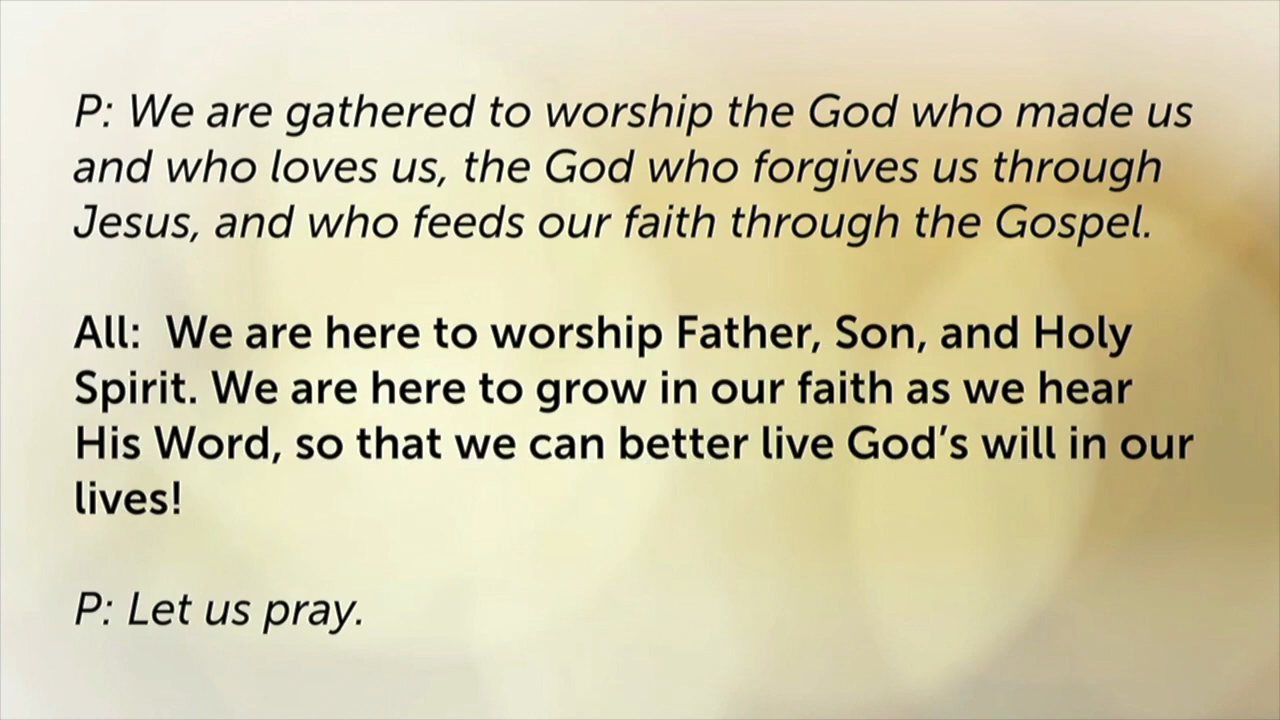 P: We are gathered to worship the God who made us
and who loves us, the God who forgives us through
Jesus, and who feeds our faith through the Gospel.
All:  We are here to worship Father, Son, and Holy
Spirit. We are here to grow in our faith as we hear
His Word, so that we can better live God’s will in our
lives!
P: Let us pray.